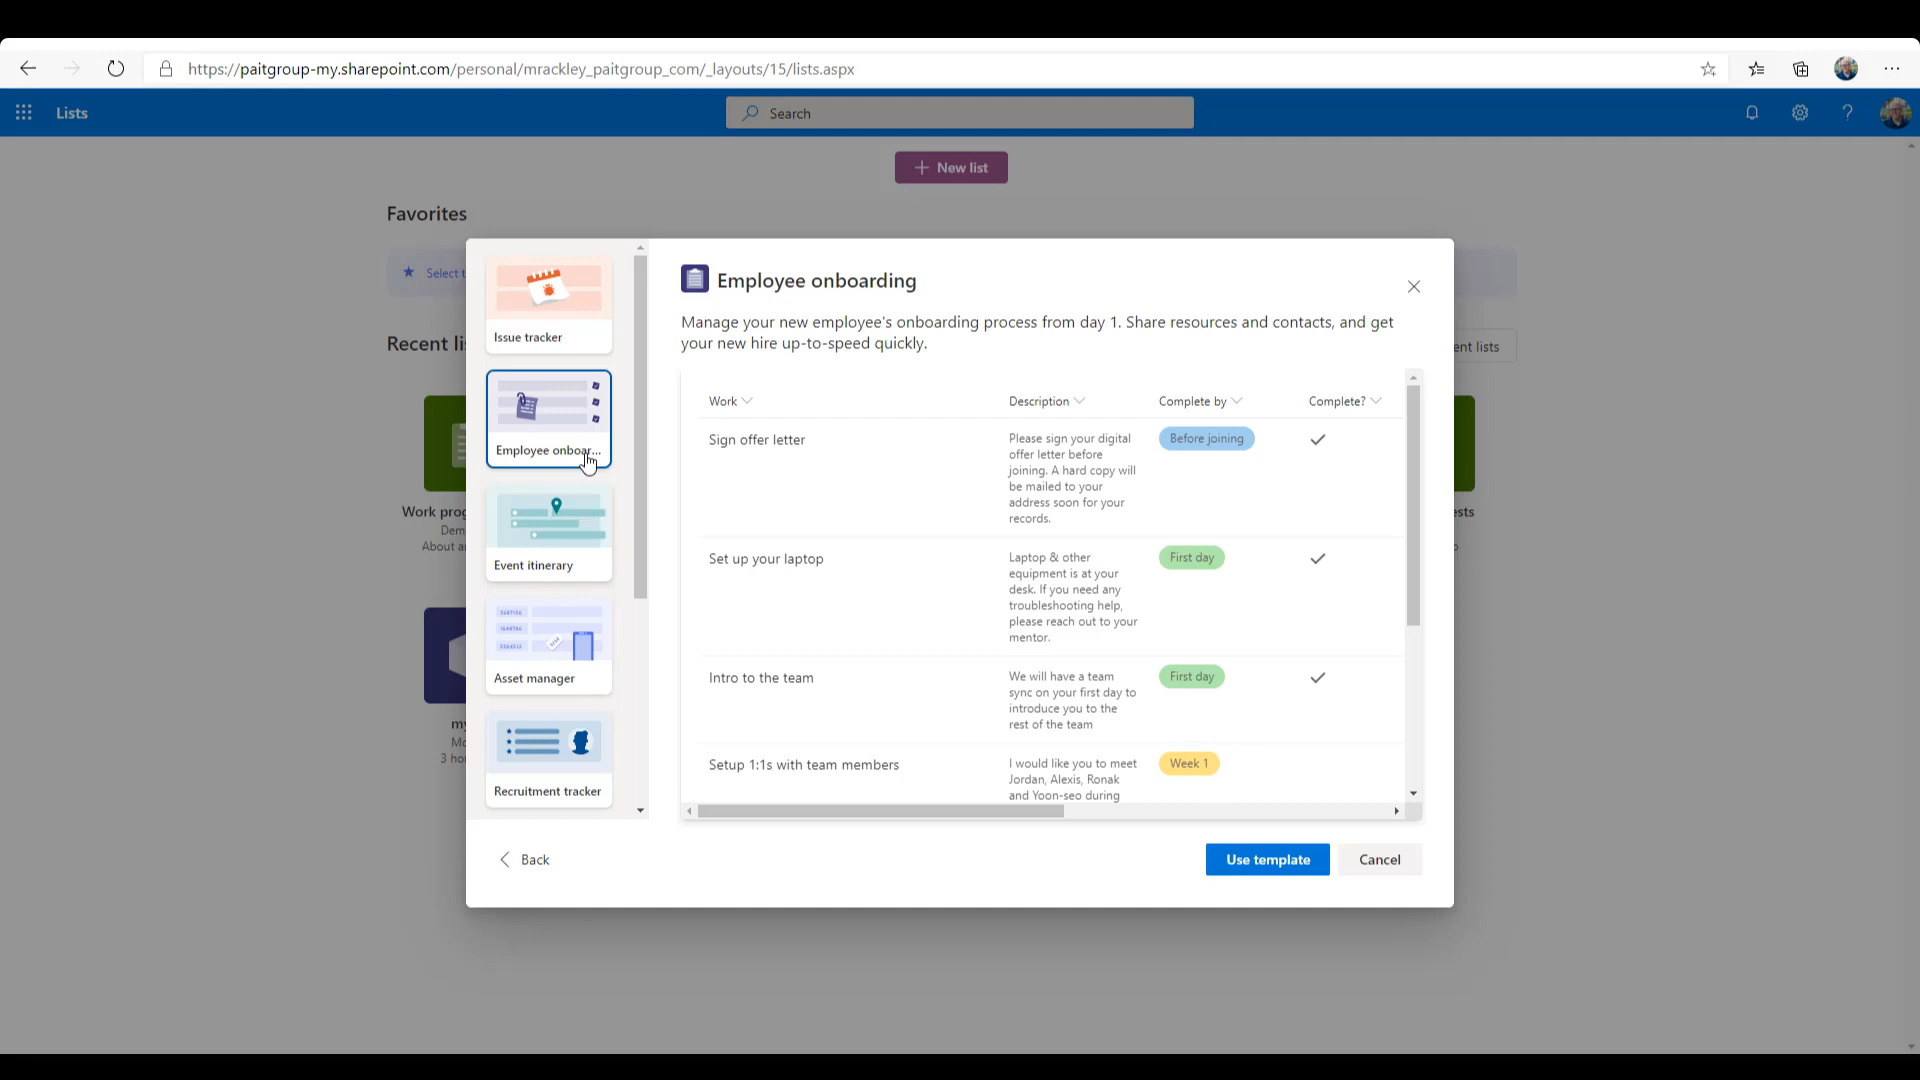 https://paitgroup-my.sharepoint.com/personal/mrackley_paitgroup_com/_layouts/15/lists.aspx
Lists
Search
?
New list
Favorites
Select t
Recent li
ent lists
Work prog
Dem
About a
ests
my
Mo
3 ho
Issue tracker
Employee onboar...
Event itinerary
Asset manager
Recruitment tracker
Employee onboarding
Manage your new employee's onboarding process from day 1. Share resources and contacts, and get
your new hire up-to-speed quickly.
Work Description Complete by Complete?
Sign offer letter
Please sign your digital
offer letter before
joining. A hard copy will
be mailed to your
address soon for your
records.
Before joining
Set up your laptop
Laptop & other
equipment is at your
desk. If you need any
troubleshooting help,
please reach out to your
mentor.
First day
Intro to the team
We will have a team
sync on your first day to
introduce you to the
rest of the team
First day
Setup 1:1s with team members
I would like you to meet
Jordan, Alexis, Ronak
and Yoon-seo during
Week 1
Back
Use template
Cancel